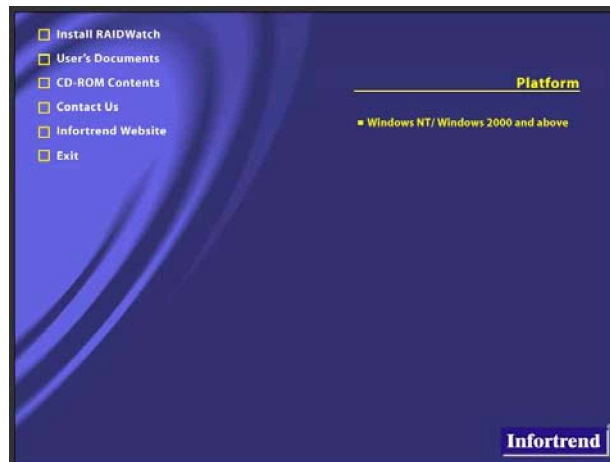 Install RAIDWatch
User's Documents
CD-ROM Contents
Contact Us
Infortrend Website
Exit
Platform
Windows NT/ Windows 2000 and above
Infortrend